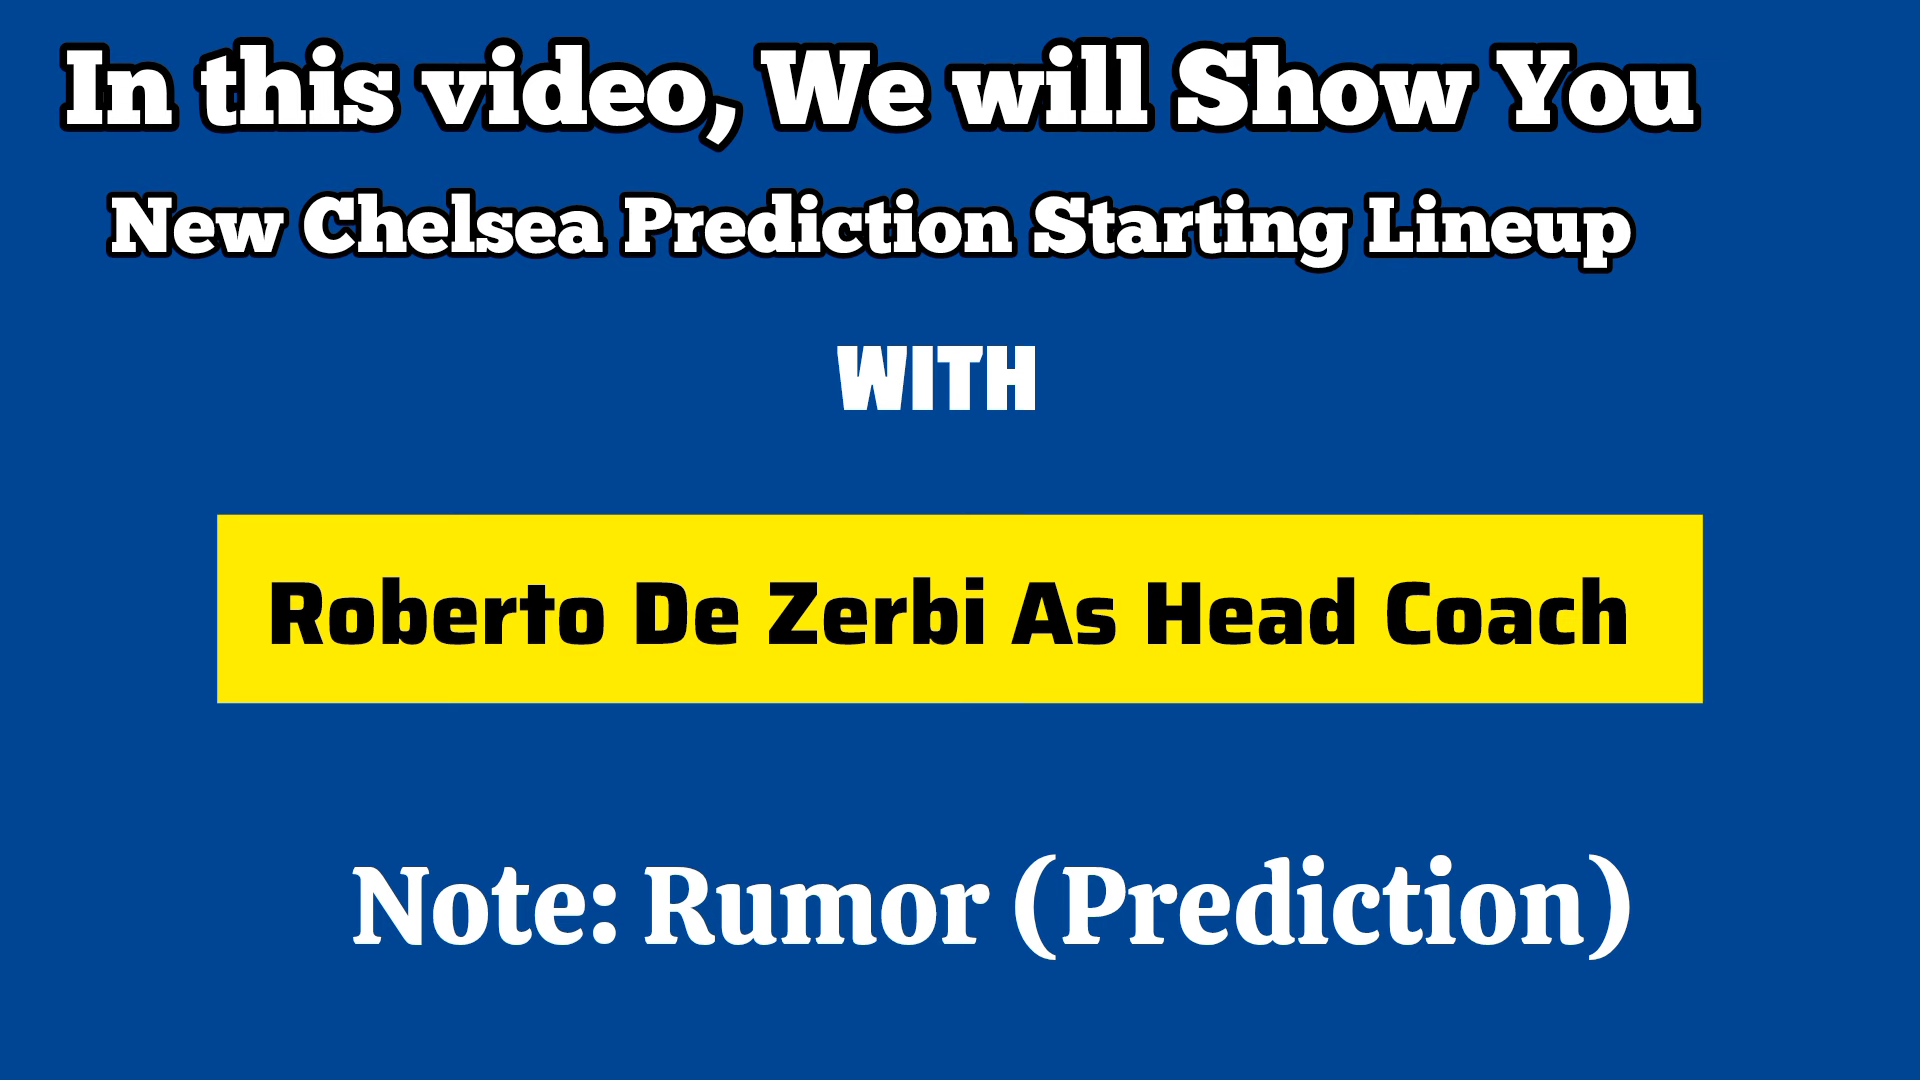 In this video, We will Show You
New Chelsea Prediction Starting Lineup
WITH
Roberto De Zerbi As Head Coach
Note: Rumor (Prediction)